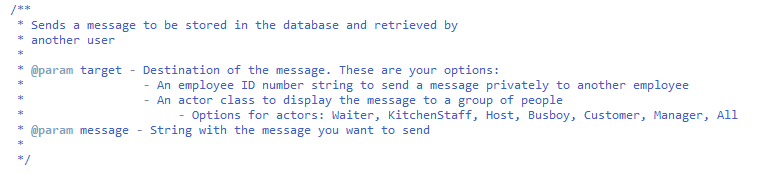 /**
* Sends a message to be stored in the database and retrieved by
* another user
*
* @param target - Destination of the message. These are your options:
* - An employee ID number string to send a message privately to another employee
* - An actor class to display the message to a group of people
* - Options for actors: Waiter, KitchenStaff, Host, Busboy, Customer, Manager, All
* @param message - String with the message you want to send
*
*/